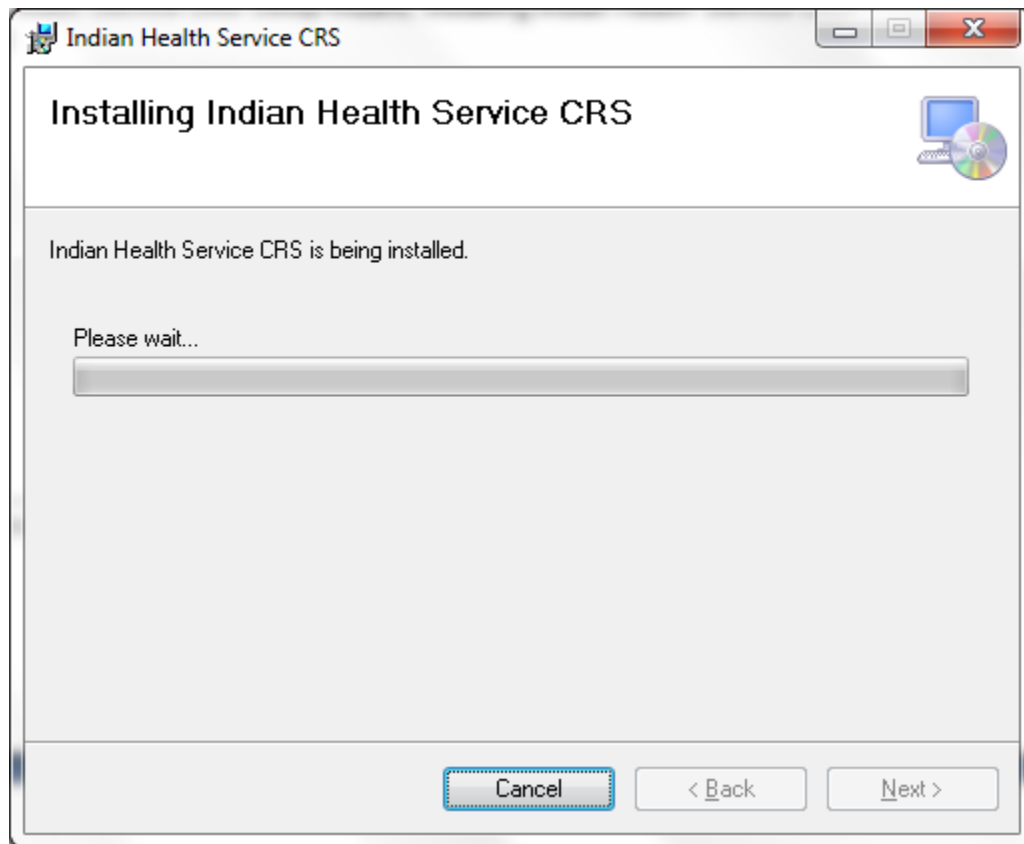 Indian Health Service CRS
Installing Indian Health Service CRS
Indian Health Service CRS is being installed.
Please wait...
Cancel
< Back
Next >